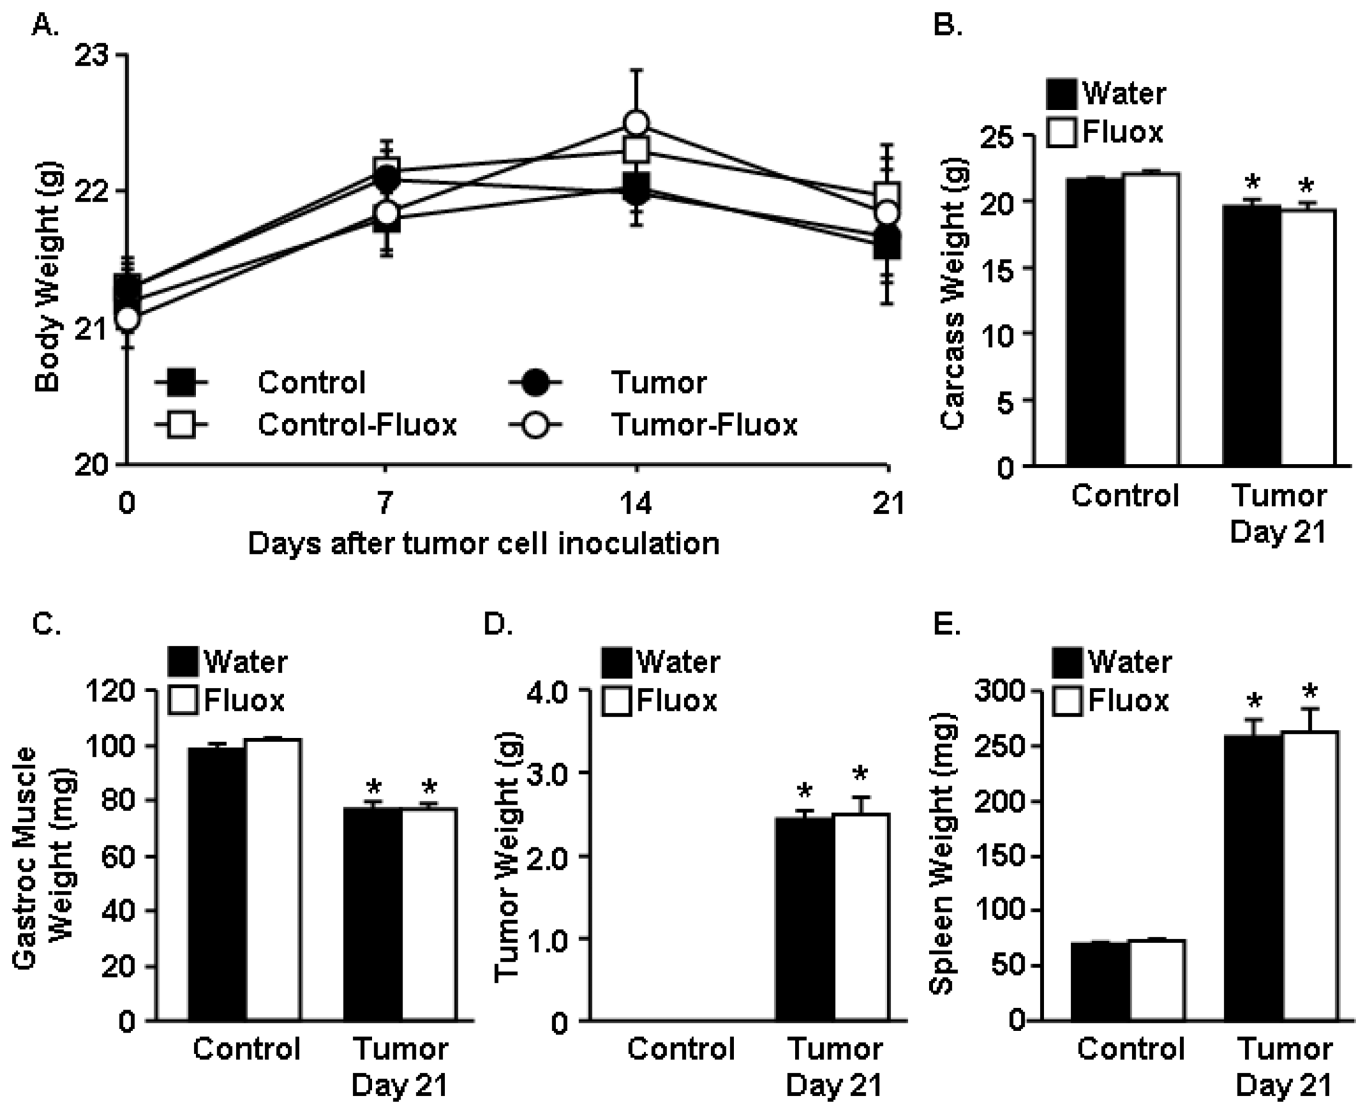 A.
Body Weight (g)
23
22
21
20
Control
Tumor
Control-Fluox
Tumor-Fluox
0 7 14 21
Days after tumor cell inoculation
B.
Water
Fluox
Carcass Weight (g)
25
20
15
10
5
0
* *
Control Tumor
Day 21
C.
Water
Fluox
Gastroc Muscle
Weight (mg)
120
100
80
60
40
20
0
* *
Control Tumor
Day 21
D.
Water
Fluox
Tumor Weight (g)
4.0
3.0
2.0
1.0
0
* *
Control Tumor
Day 21
E.
Water
Fluox
Spleen Weight (mg)
300
250
200
150
100
50
0
* *
Control Tumor
Day 21